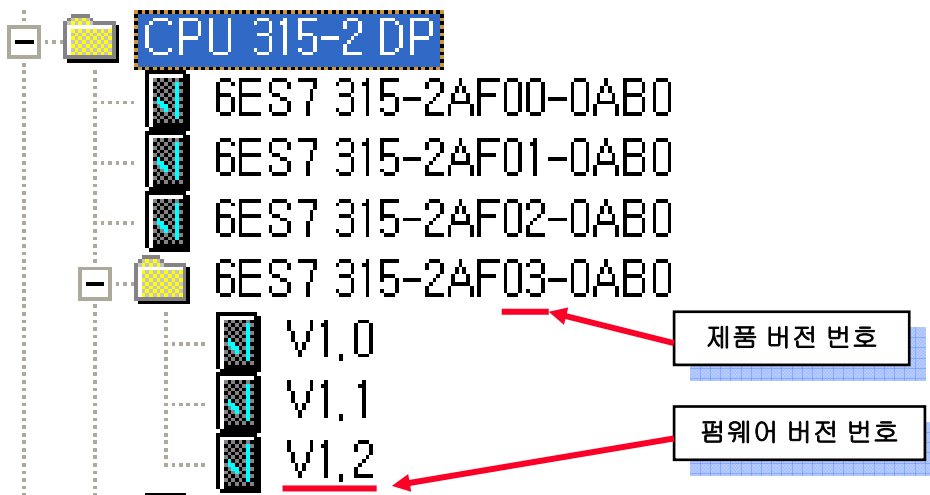 CPU 315-2 DP
6ES7 315-2AF00-0AB0
6ES7 315-2AF01-0AB0
6ES7 315-2AF02-0AB0
6ES7 315-2AF03-0AB0
제품 버전 번호
V1,0
V1,1
펌웨어 버전 번호
V1,2